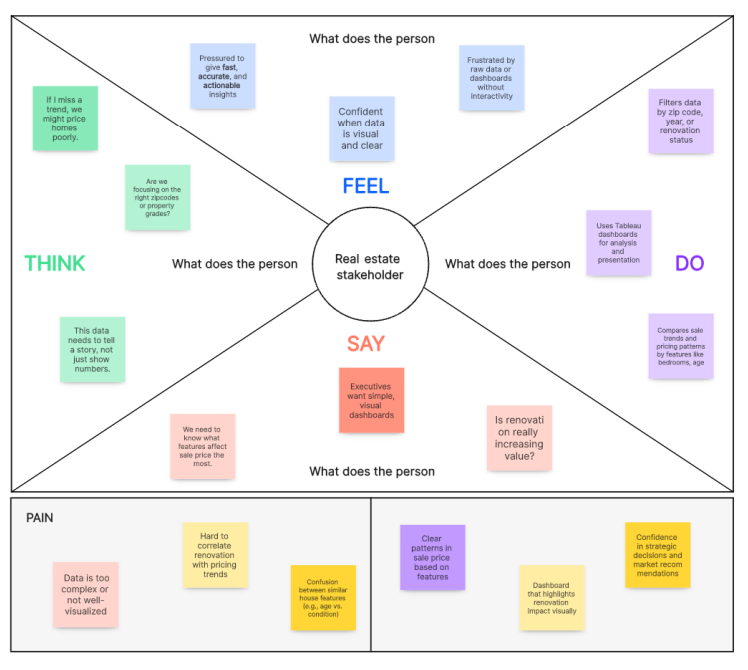 What does the person
Pressured to
give fast,
accurate, and
actionable
insights
Frustrated by
raw data or
dashboards
without
interactivity
Confident
when data
is visual
and clear
FEEL
If I miss a
trend, we
might price
homes
poorly.
Are we
focusing on the
right zipcodes
or property
grades?
THINK
What does the person
This data
needs to tell
a story, not
just show
numbers.
Real estate
stakeholder
Filters data
by zip code,
year, or
renovation
status
Uses Tableau
dashboards
for analysis
and
presentation
What does the person
DO
Compares sale
trends and
pricing patterns
by features like
bedrooms, age
SAY
Executives
want simple,
visual
dashboards
We need to
know what
features affect
sale price the
most.
Is renovati
on really
increasing
value?
What does the person
PAIN
Data is too
complex or
not well-
visualized
Hard to
correlate
renovation
with pricing
trends
Confusion
between similar
house features
(e.g., age vs.
condition)
Clear
patterns in
sale price
based on
features
Dashboard
that highlights
renovation
impact visually
Confidence
in strategic
decisions and
market recom
mendations